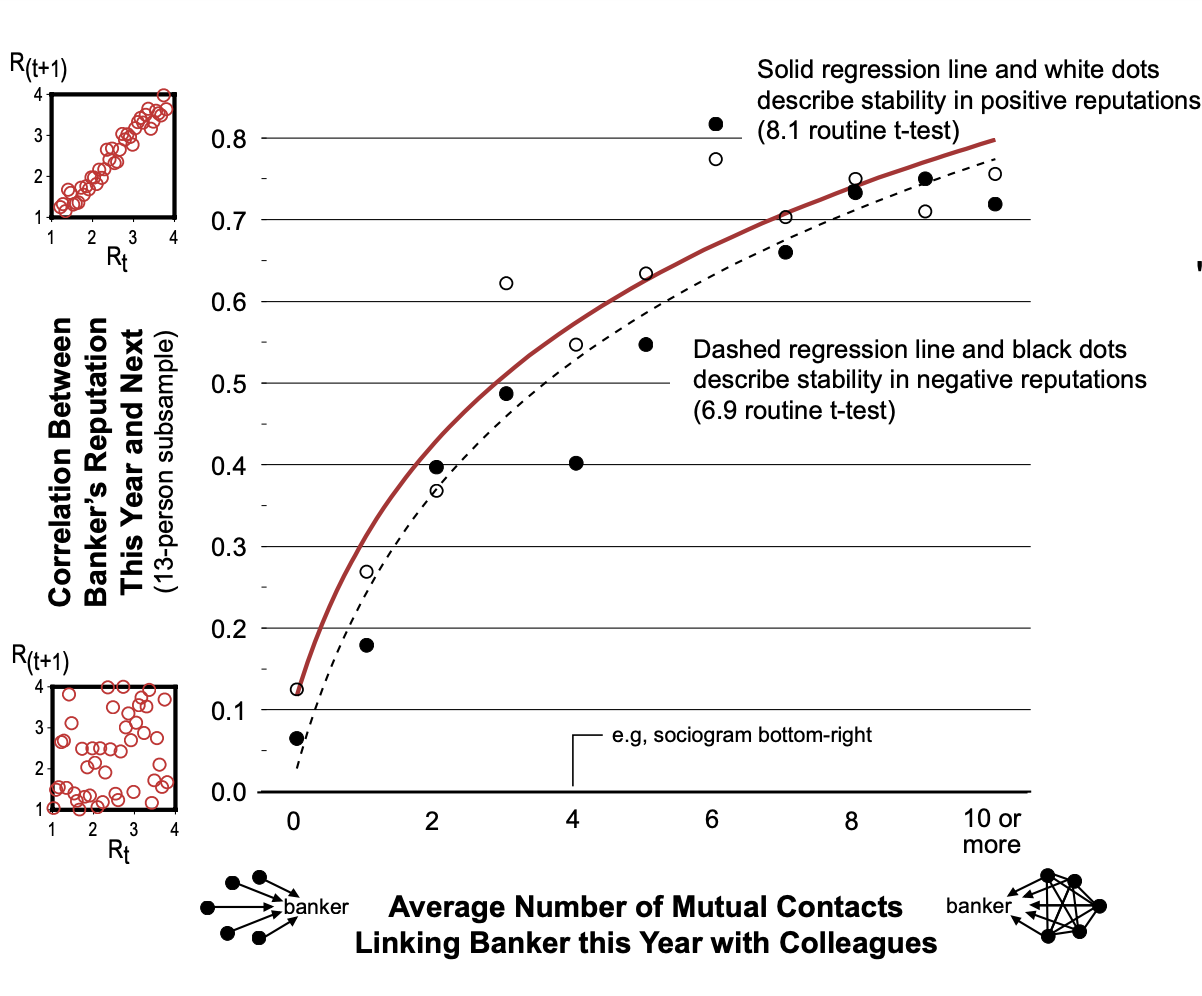 Solid regression line and white dots
describe stability in positive reputations
(8.1 routine t-test)
R(t+1)
4
3
2
1
1 2 3 4
Rt
0.8
0.7
0.6
0.5
0.4
0.3
0.2
0.1
0.0
Correlation Between
Banker's Reputation
This Year and Next
(13-person subsample)
Dashed regression line and black dots
describe stability in negative reputations
(6.9 routine t-test)
R(t+1)
4
3
2
1
1 2 3 4
Rt
e.g, sociogram bottom-right
0 2 4 6 8 10 or
more
banker
Average Number of Mutual Contacts
Linking Banker this Year with Colleagues
banker